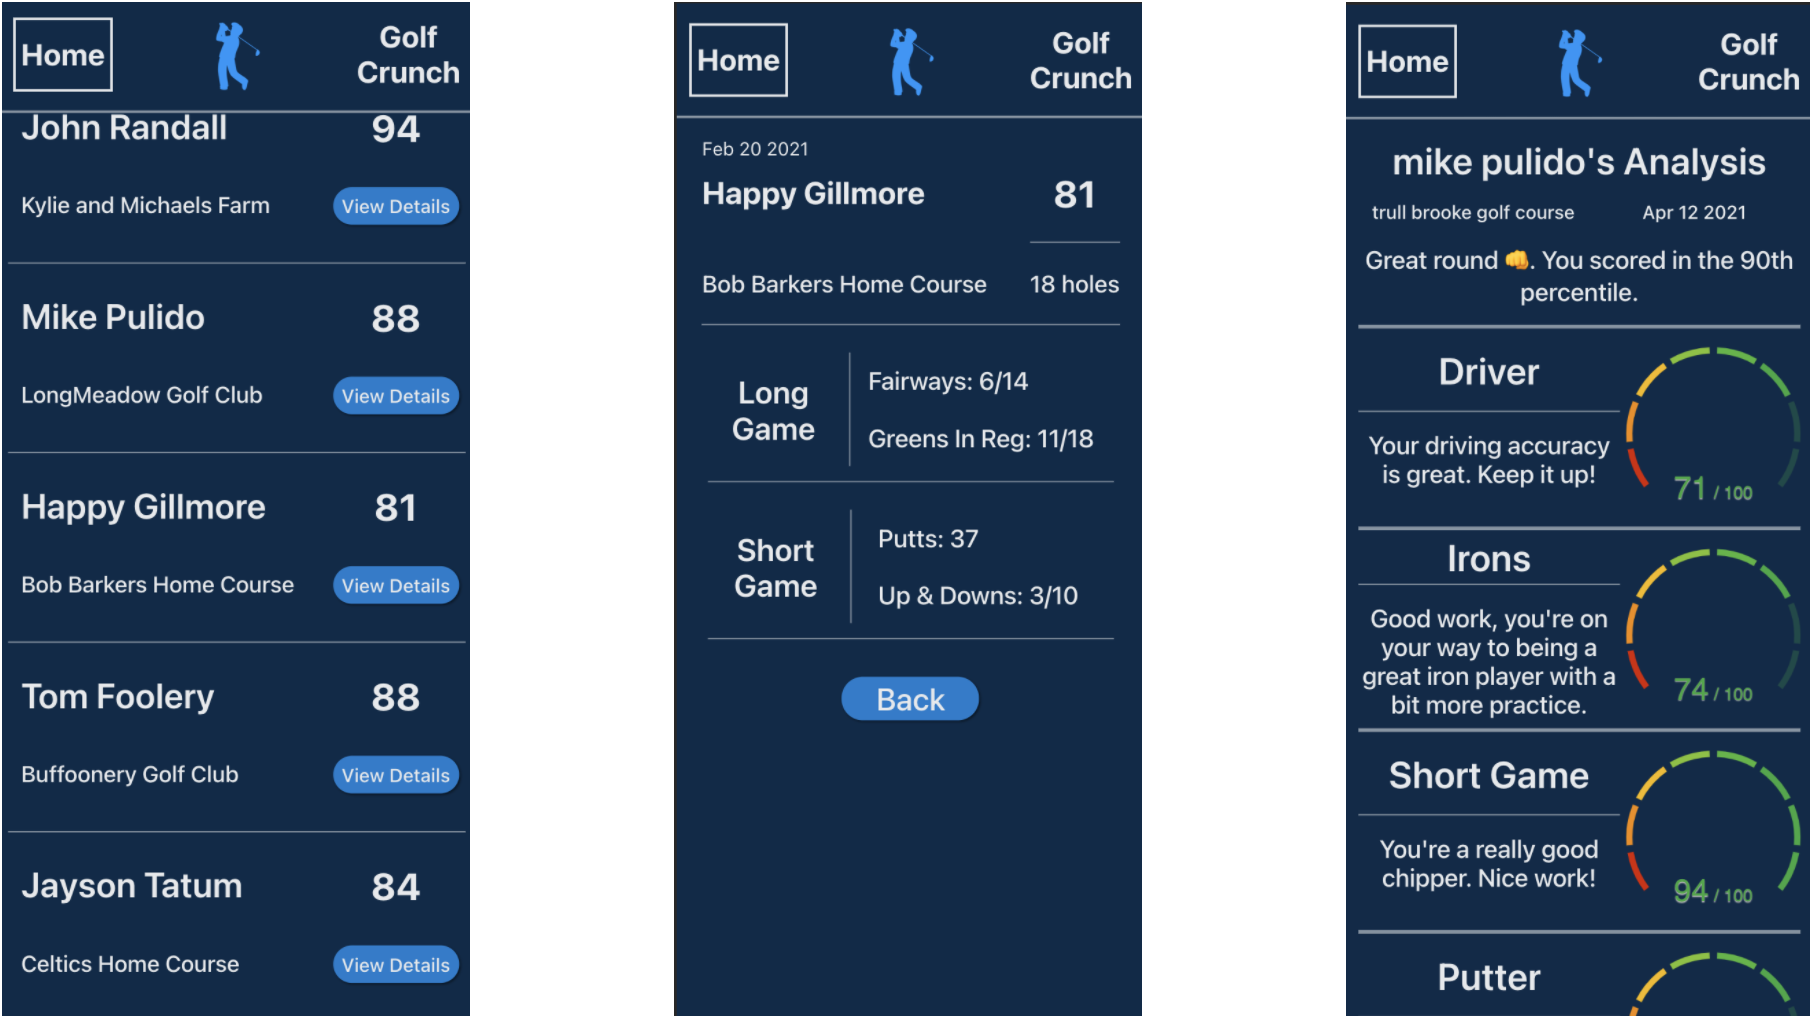 Home
Golf
Crunch
John Randall 94
Kylie and Michaels Farm View Details
Mike Pulido 88
LongMeadow Golf Club View Details
Happy Gillmore 81
Bob Barkers Home Course View Details
Tom Foolery 88
Buffoonery Golf Club View Details
Jayson Tatum 84
Celtics Home Course View Details
Home
Golf
Crunch
Feb 20 2021
Happy Gillmore 81
Bob Barkers Home Course 18 holes
Long
Game
Fairways: 6/14
Greens In Reg: 11/18
Short
Game
Putts: 37
Up & Downs: 3/10
Back
Home
Golf
Crunch
mike pulido's Analysis
trull brooke golf course Apr 12 2021
Great round 👊. You scored in the 90th
percentile.
Driver
Your driving accuracy
is great. Keep it up!
71 / 100
Irons
Good work, you're on
your way to being a
great iron player with a
bit more practice.
74 / 100
Short Game
You're a really good
chipper. Nice work!
94 / 100
Putter